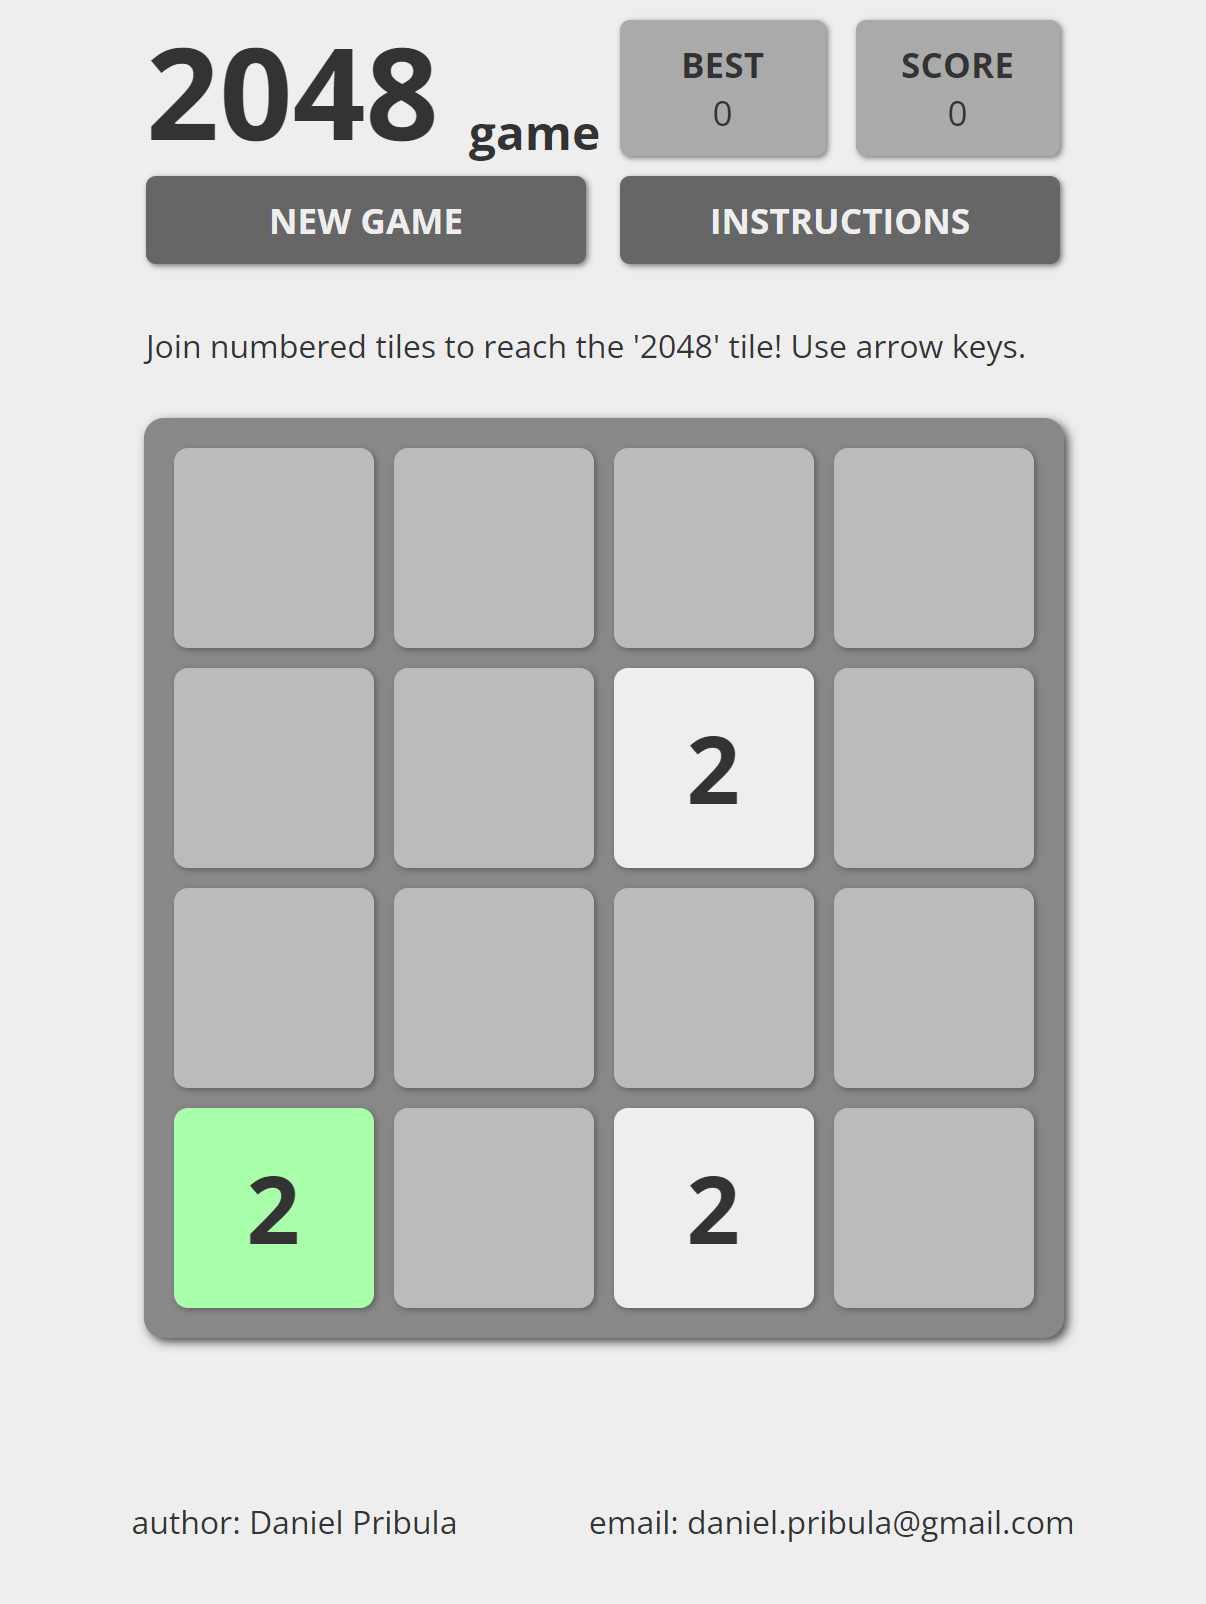 2048 game
BEST
0
SCORE
0
NEW GAME
INSTRUCTIONS
Join numbered tiles to reach the '2048' tile! Use arrow keys.
2
2
2
author: Daniel Pribula
email: daniel.pribula@gmail.com